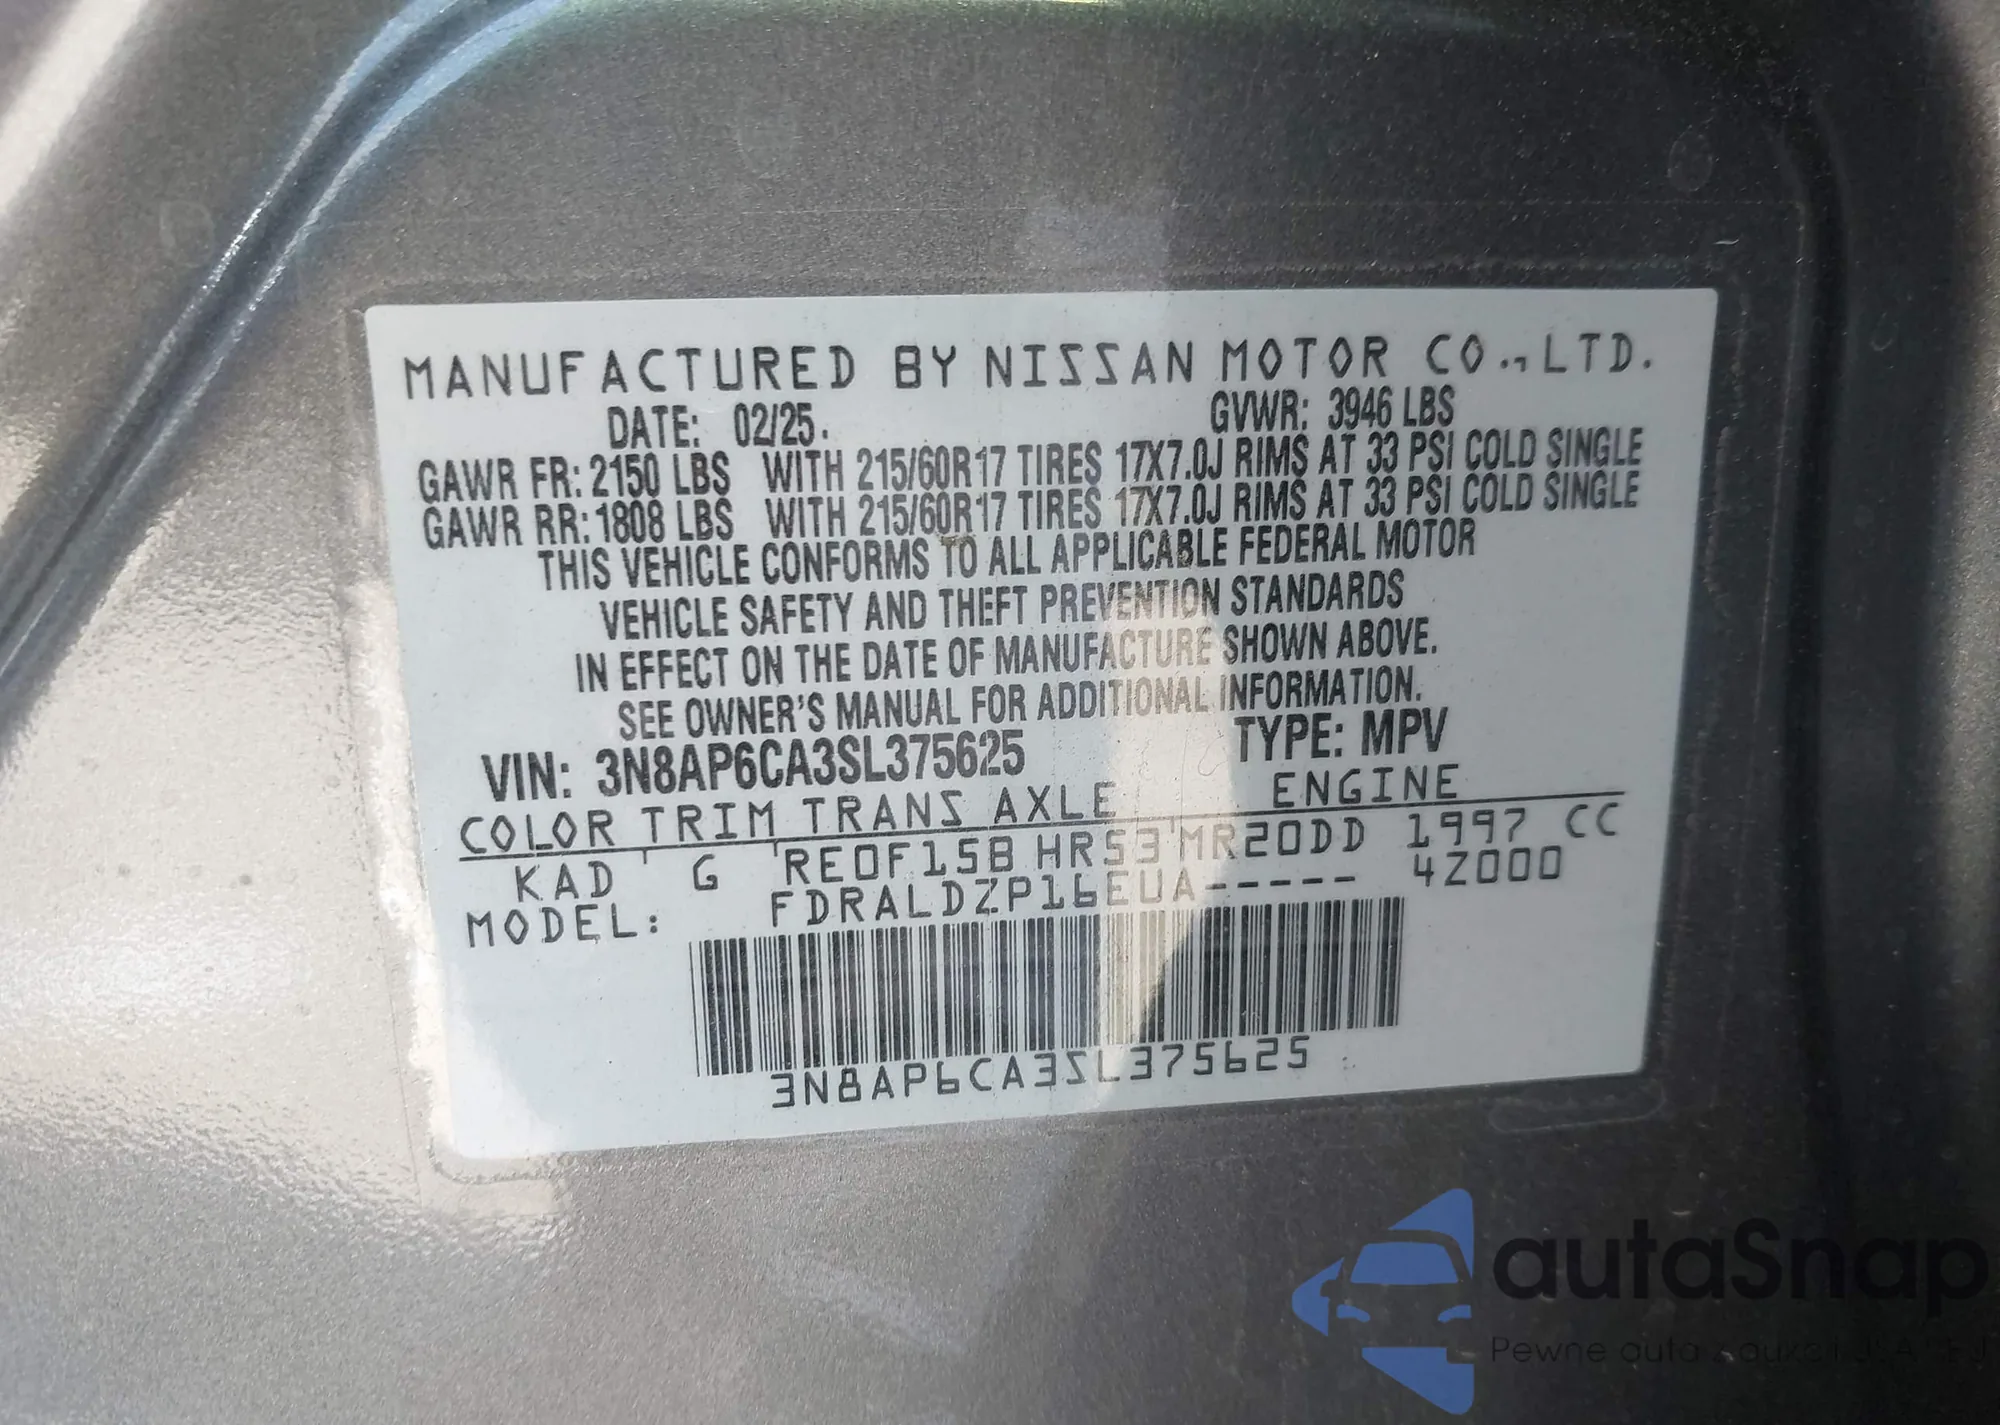 MANUFACTURED BY NISSAN MOTOR CO., LTD.
DATE: 02/25. GVWR: 3946 LBS
GAWR FR: 2150 LBS WITH 215/60R17 TIRES 17X7.0J RIMS AT 33 PSI COLD SINGLE
GAWR RR: 1808 LBS WITH 215/60R17 TIRES 17X7.0J RIMS AT 33 PSI COLD SINGLE
THIS VEHICLE CONFORMS TO ALL APPLICABLE FEDERAL MOTOR
VEHICLE SAFETY AND THEFT PREVENTION STANDARDS
IN EFFECT ON THE DATE OF MANUFACTURE SHOWN ABOVE.
SEE OWNER'S MANUAL FOR ADDITIONAL INFORMATION.
VIN: 3N8AP6CA3SL375625 TYPE: MPV
COLOR TRIM TRANS AXLE ENGINE
KAD G RE0F15B HR53 MR20DD 1997 CC
MODEL: FDRALDZP16EUA----- 4Z000
3N8AP6CA3SL375625
autaSnap
Pewne auta z aukcji